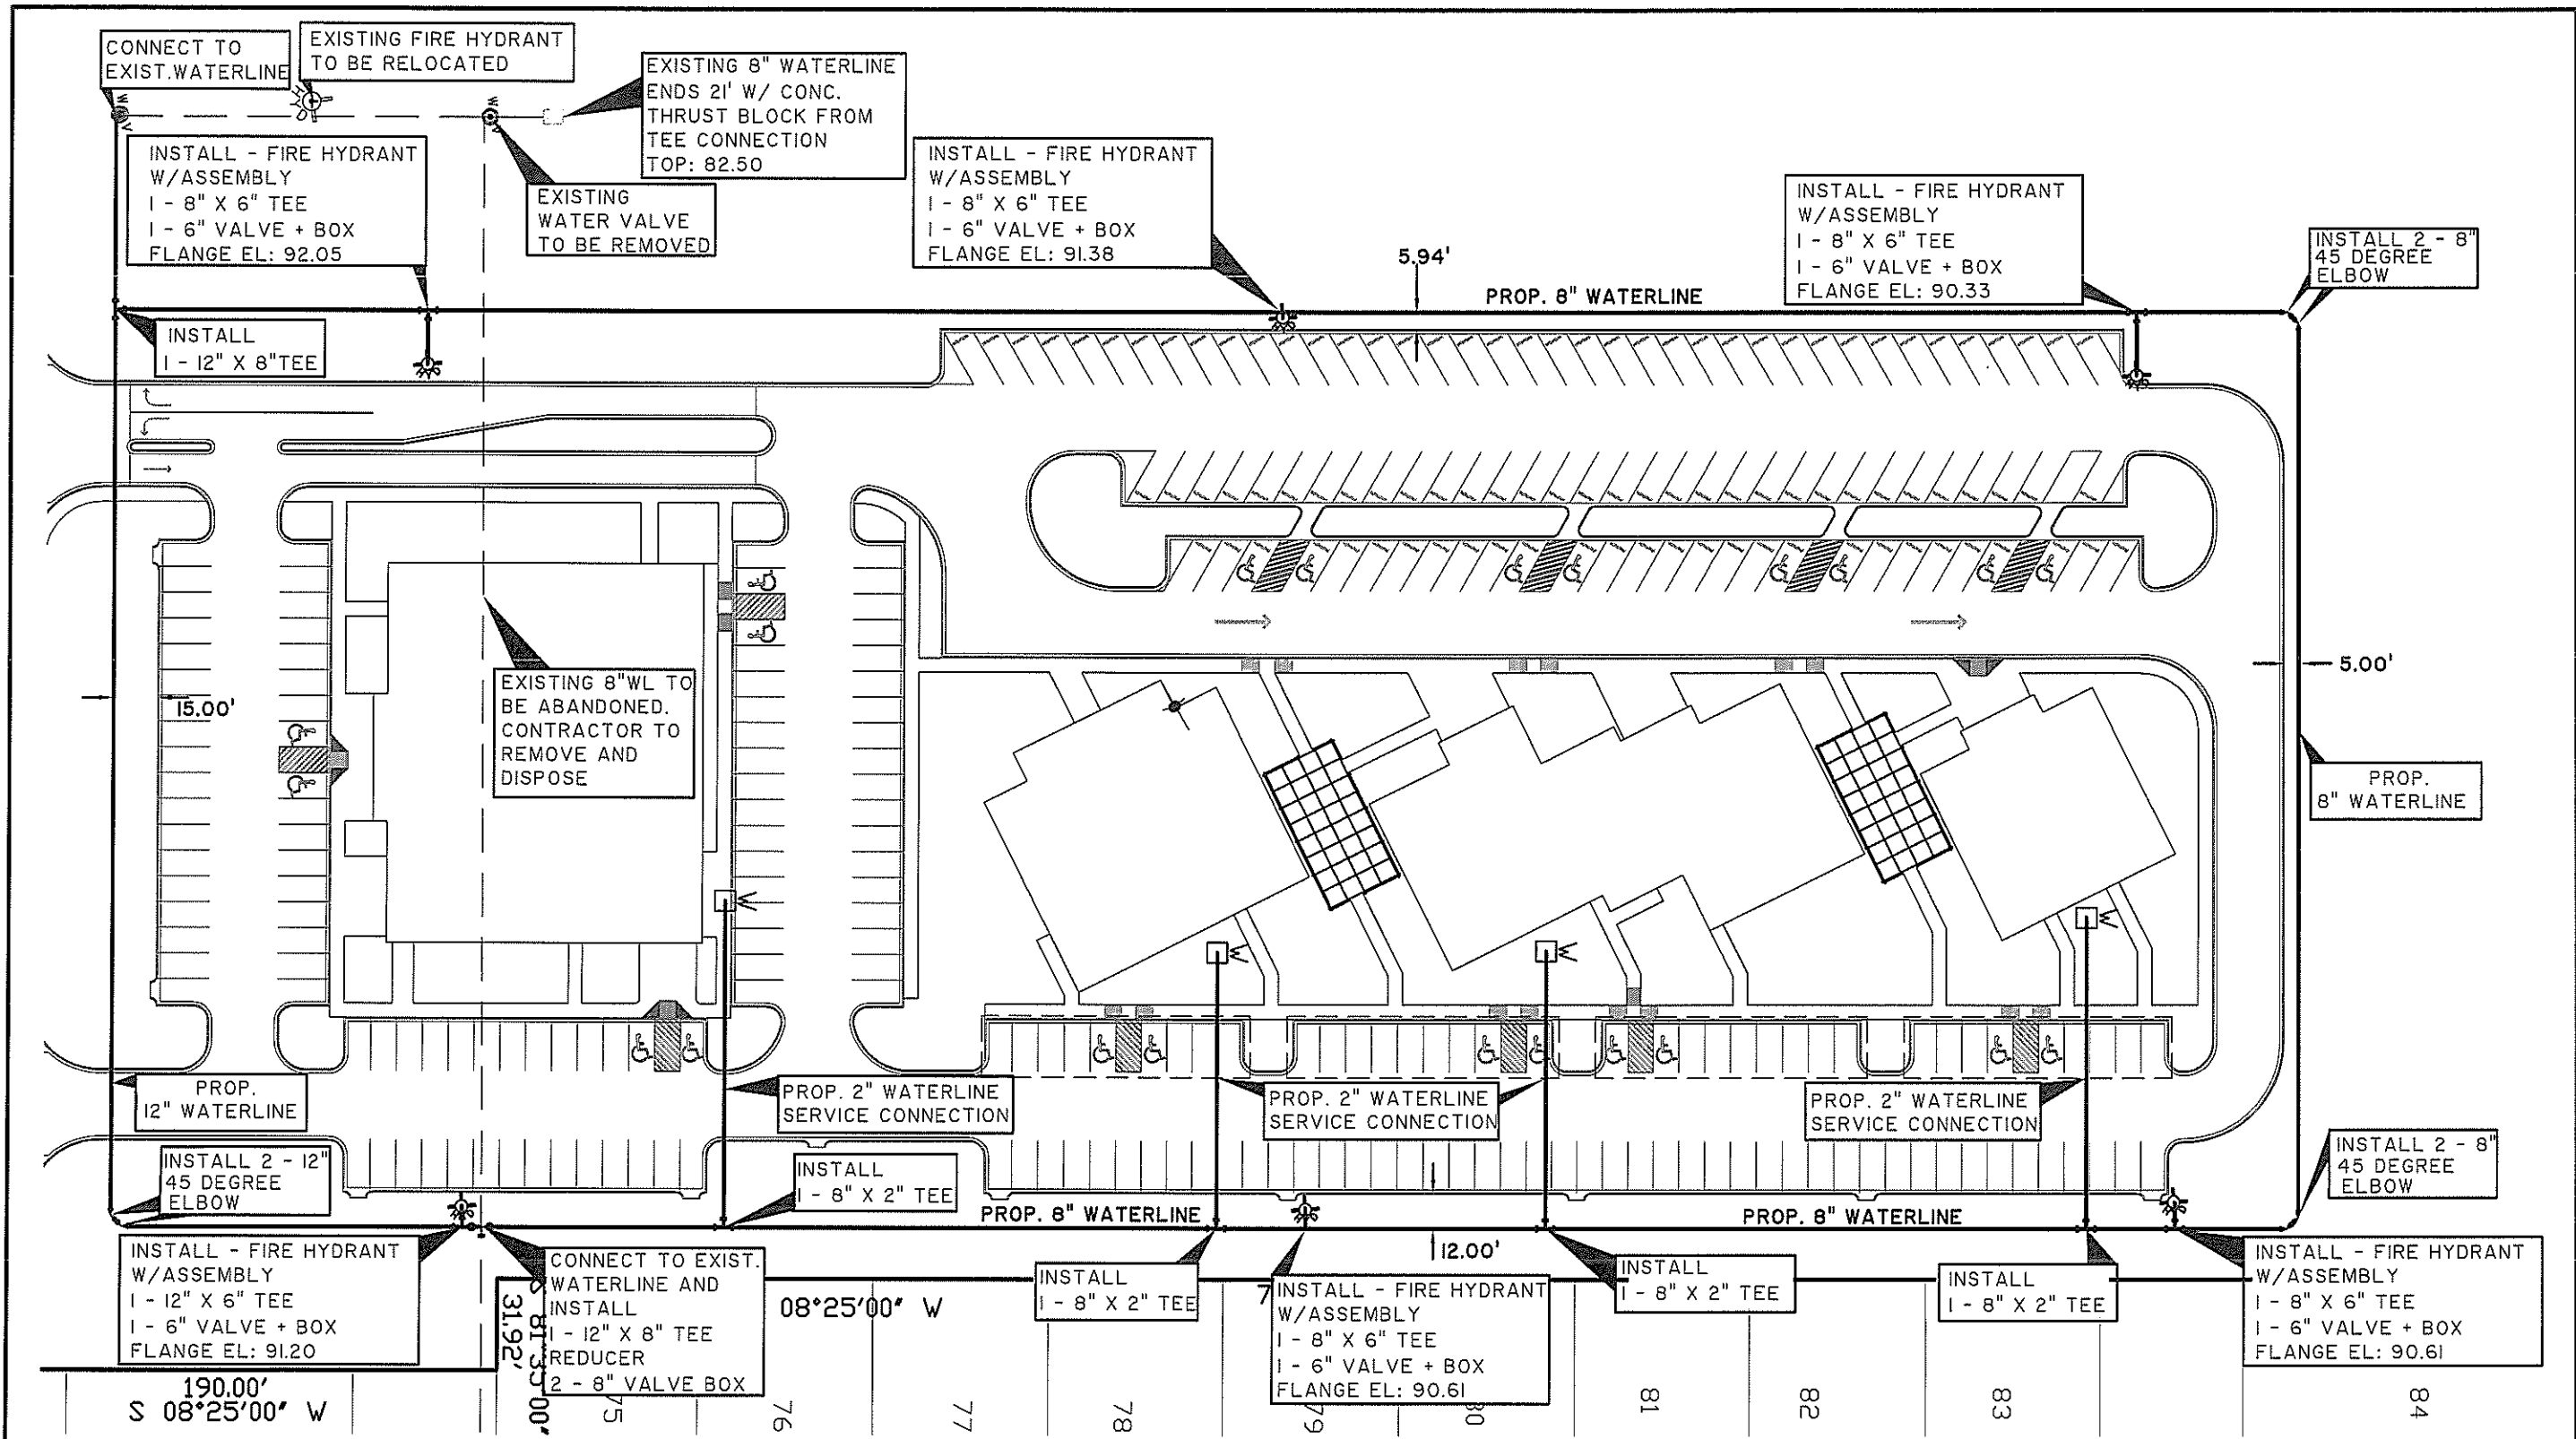 CONNECT TO
EXIST.WATERLINE
EXISTING FIRE HYDRANT
TO BE RELOCATED
EXISTING 8" WATERLINE
ENDS 21' W/ CONC.
THRUST BLOCK FROM
TEE CONNECTION
TOP: 82.50
INSTALL - FIRE HYDRANT
W/ASSEMBLY
1 - 8" X 6" TEE
1 - 6" VALVE + BOX
FLANGE EL: 92.05
EXISTING
WATER VALVE
TO BE REMOVED
INSTALL - FIRE HYDRANT
W/ASSEMBLY
1 - 8" X 6" TEE
1 - 6" VALVE + BOX
FLANGE EL: 91.38
INSTALL - FIRE HYDRANT
W/ASSEMBLY
1 - 8" X 6" TEE
1 - 6" VALVE + BOX
FLANGE EL: 90.33
INSTALL 2 - 8"
45 DEGREE
ELBOW
5.94'
PROP. 8" WATERLINE
INSTALL
1 - 12" X 8"TEE
15.00'
EXISTING 8"WL TO
BE ABANDONED.
CONTRACTOR TO
REMOVE AND
DISPOSE
5.00'
PROP.
8" WATERLINE
W
W
W
W
PROP.
12" WATERLINE
PROP. 2" WATERLINE
SERVICE CONNECTION
PROP. 2" WATERLINE
SERVICE CONNECTION
PROP. 2" WATERLINE
SERVICE CONNECTION
INSTALL 2 - 12"
45 DEGREE
ELBOW
INSTALL
1 - 8" X 2" TEE
INSTALL 2 - 8"
45 DEGREE
ELBOW
PROP. 8" WATERLINE
PROP. 8" WATERLINE
12.00'
INSTALL - FIRE HYDRANT
W/ASSEMBLY
1 - 12" X 6" TEE
1 - 6" VALVE + BOX
FLANGE EL: 91.20
CONNECT TO EXIST.
WATERLINE AND
INSTALL
1 - 12" X 8" TEE
REDUCER
2 - 8" VALVE BOX
INSTALL
1 - 8" X 2" TEE
INSTALL - FIRE HYDRANT
W/ASSEMBLY
1 - 8" X 6" TEE
1 - 6" VALVE + BOX
FLANGE EL: 90.61
INSTALL
1 - 8" X 2" TEE
INSTALL
1 - 8" X 2" TEE
INSTALL - FIRE HYDRANT
W/ASSEMBLY
1 - 8" X 6" TEE
1 - 6" VALVE + BOX
FLANGE EL: 90.61
08°25'00" W
31.92'
190.00'
S 08°25'00" W
75
76
77
78
79
80
81
82
83
84